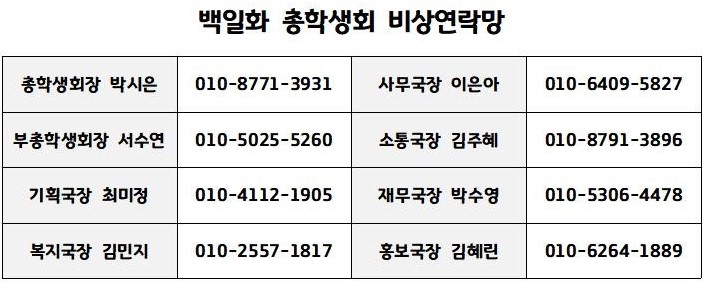 백일화 총학생회 비상연락망
총학생회장 박시은 010-8771-3931 사무국장 이은아 010-6409-5827
부총학생회장 서수연 010-5025-5260 소통국장 김주혜 010-8791-3896
기획국장 최미정 010-4112-1905 재무국장 박수영 010-5306-4478
복지국장 김민지 010-2557-1817 홍보국장 김혜린 010-6264-1889